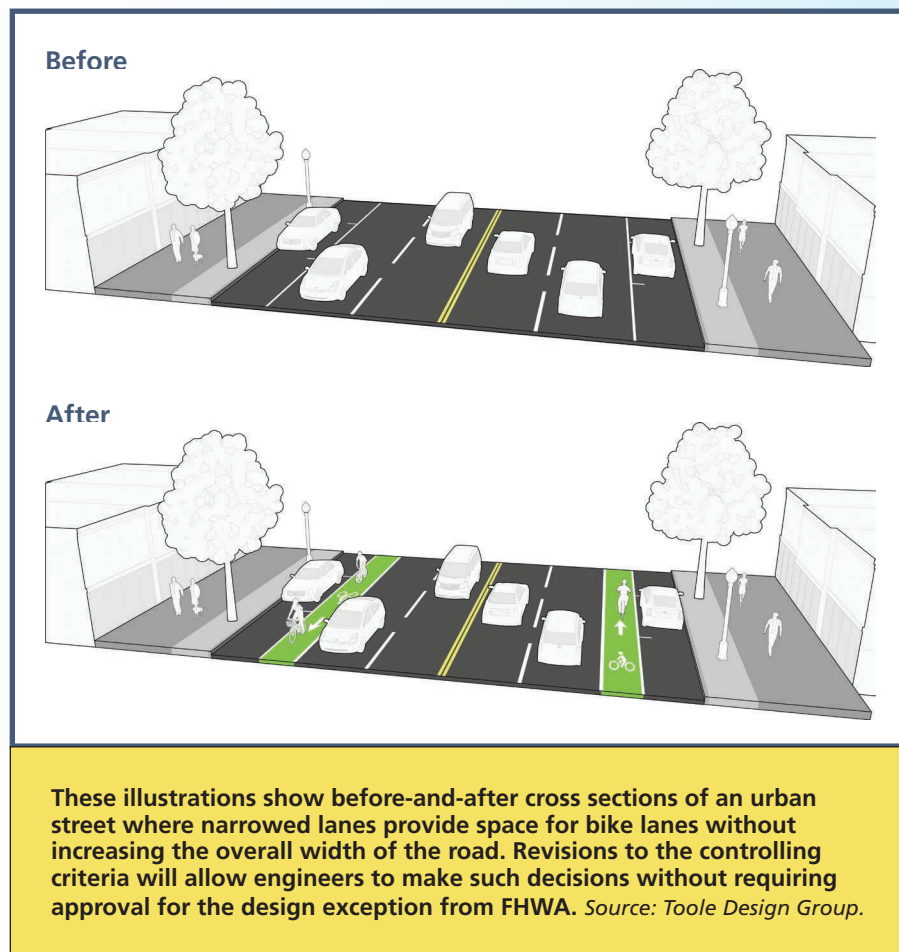 Before
After
These illustrations show before-and-after cross sections of an urban
street where narrowed lanes provide space for bike lanes without
increasing the overall width of the road. Revisions to the controlling
criteria will allow engineers to make such decisions without requiring
approval for the design exception from FHWA. Source: Toole Design Group.